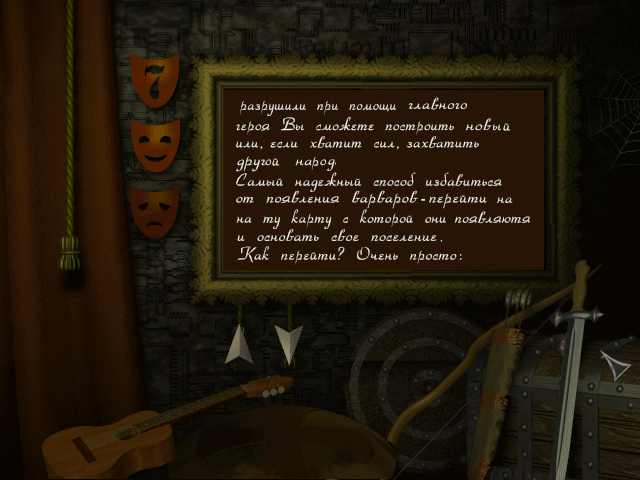 7
разрушили при помощи главного
героя Вы сможете построить новый
или, если хватит сил, захватить
другой народ.
Самый надежный способ избавиться
от появления варваров - перейти на
на ту карту с которой они появляютя
и основать свое поселение.
Как перейти? Очень просто: